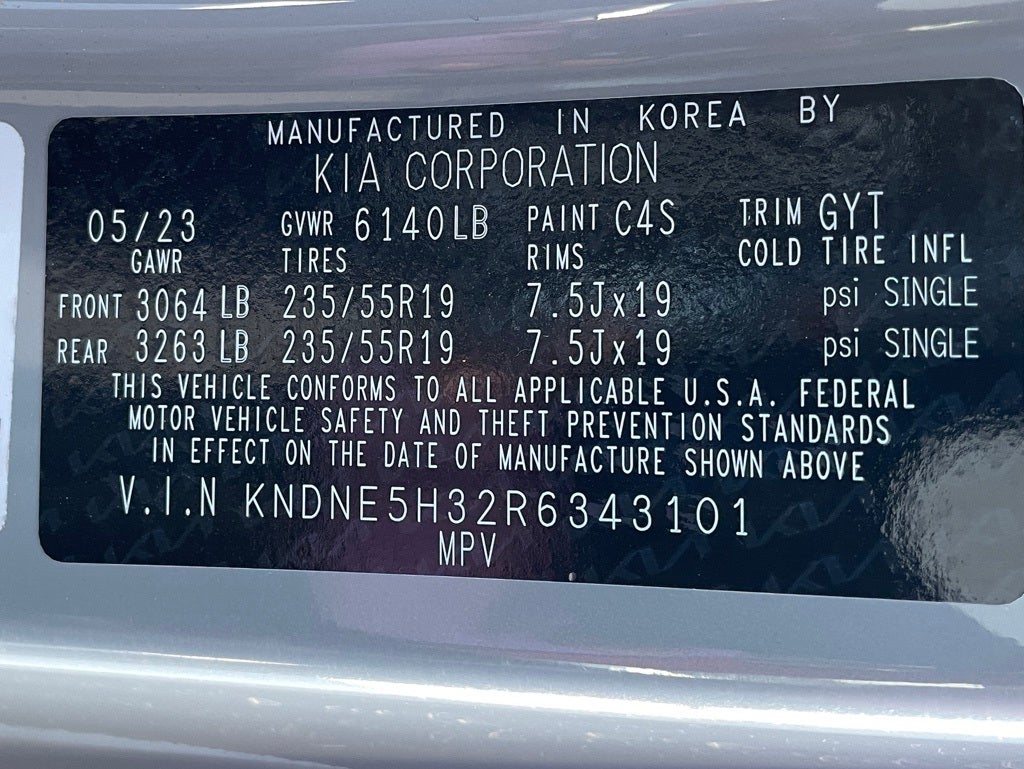 MANUFACTURED IN KOREA BY
KIA CORPORATION
05/23 GVWR 6140LB PAINT C4S TRIM GYT
GAWR TIRES RIMS COLD TIRE INFL
FRONT 3064 LB 235/55R19 7.5Jx19 psi SINGLE
REAR 3263 LB 235/55R19 7.5Jx19 psi SINGLE
THIS VEHICLE CONFORMS TO ALL APPLICABLE U.S.A. FEDERAL
MOTOR VEHICLE SAFETY AND THEFT PREVENTION STANDARDS
IN EFFECT ON THE DATE OF MANUFACTURE SHOWN ABOVE
V.I.N KNDNE5H32R6343101
MPV